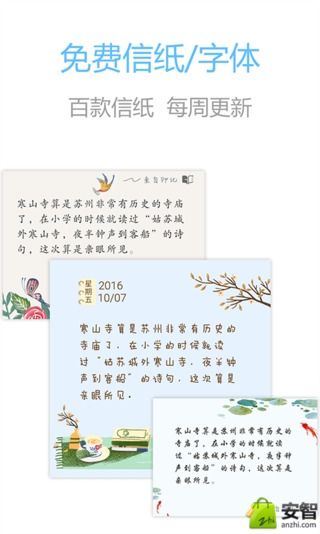 免费信纸/字体
百款信纸 每周更新
来自印记
寒山寺算是苏州非常有历史的寺庙
了，在小学的时候就读过“姑苏城
外寒山寺，夜半钟声到客船”的诗
句，这次算是亲眼所见。
星期五
2016
10/07
寒山寺算是苏州非常有历史的
寺庙了，在小学的时候就读
过“姑苏城外寒山寺，夜半钟
声到客船”的诗句，这次算是
亲眼所见。
寒山寺算是苏州非常有历史的寺
庙了，在小学的时候就读
过“姑苏城外寒山寺，夜半钟声
到客船”的诗句，这次算是亲
眼所见。
安智
anzhi.com